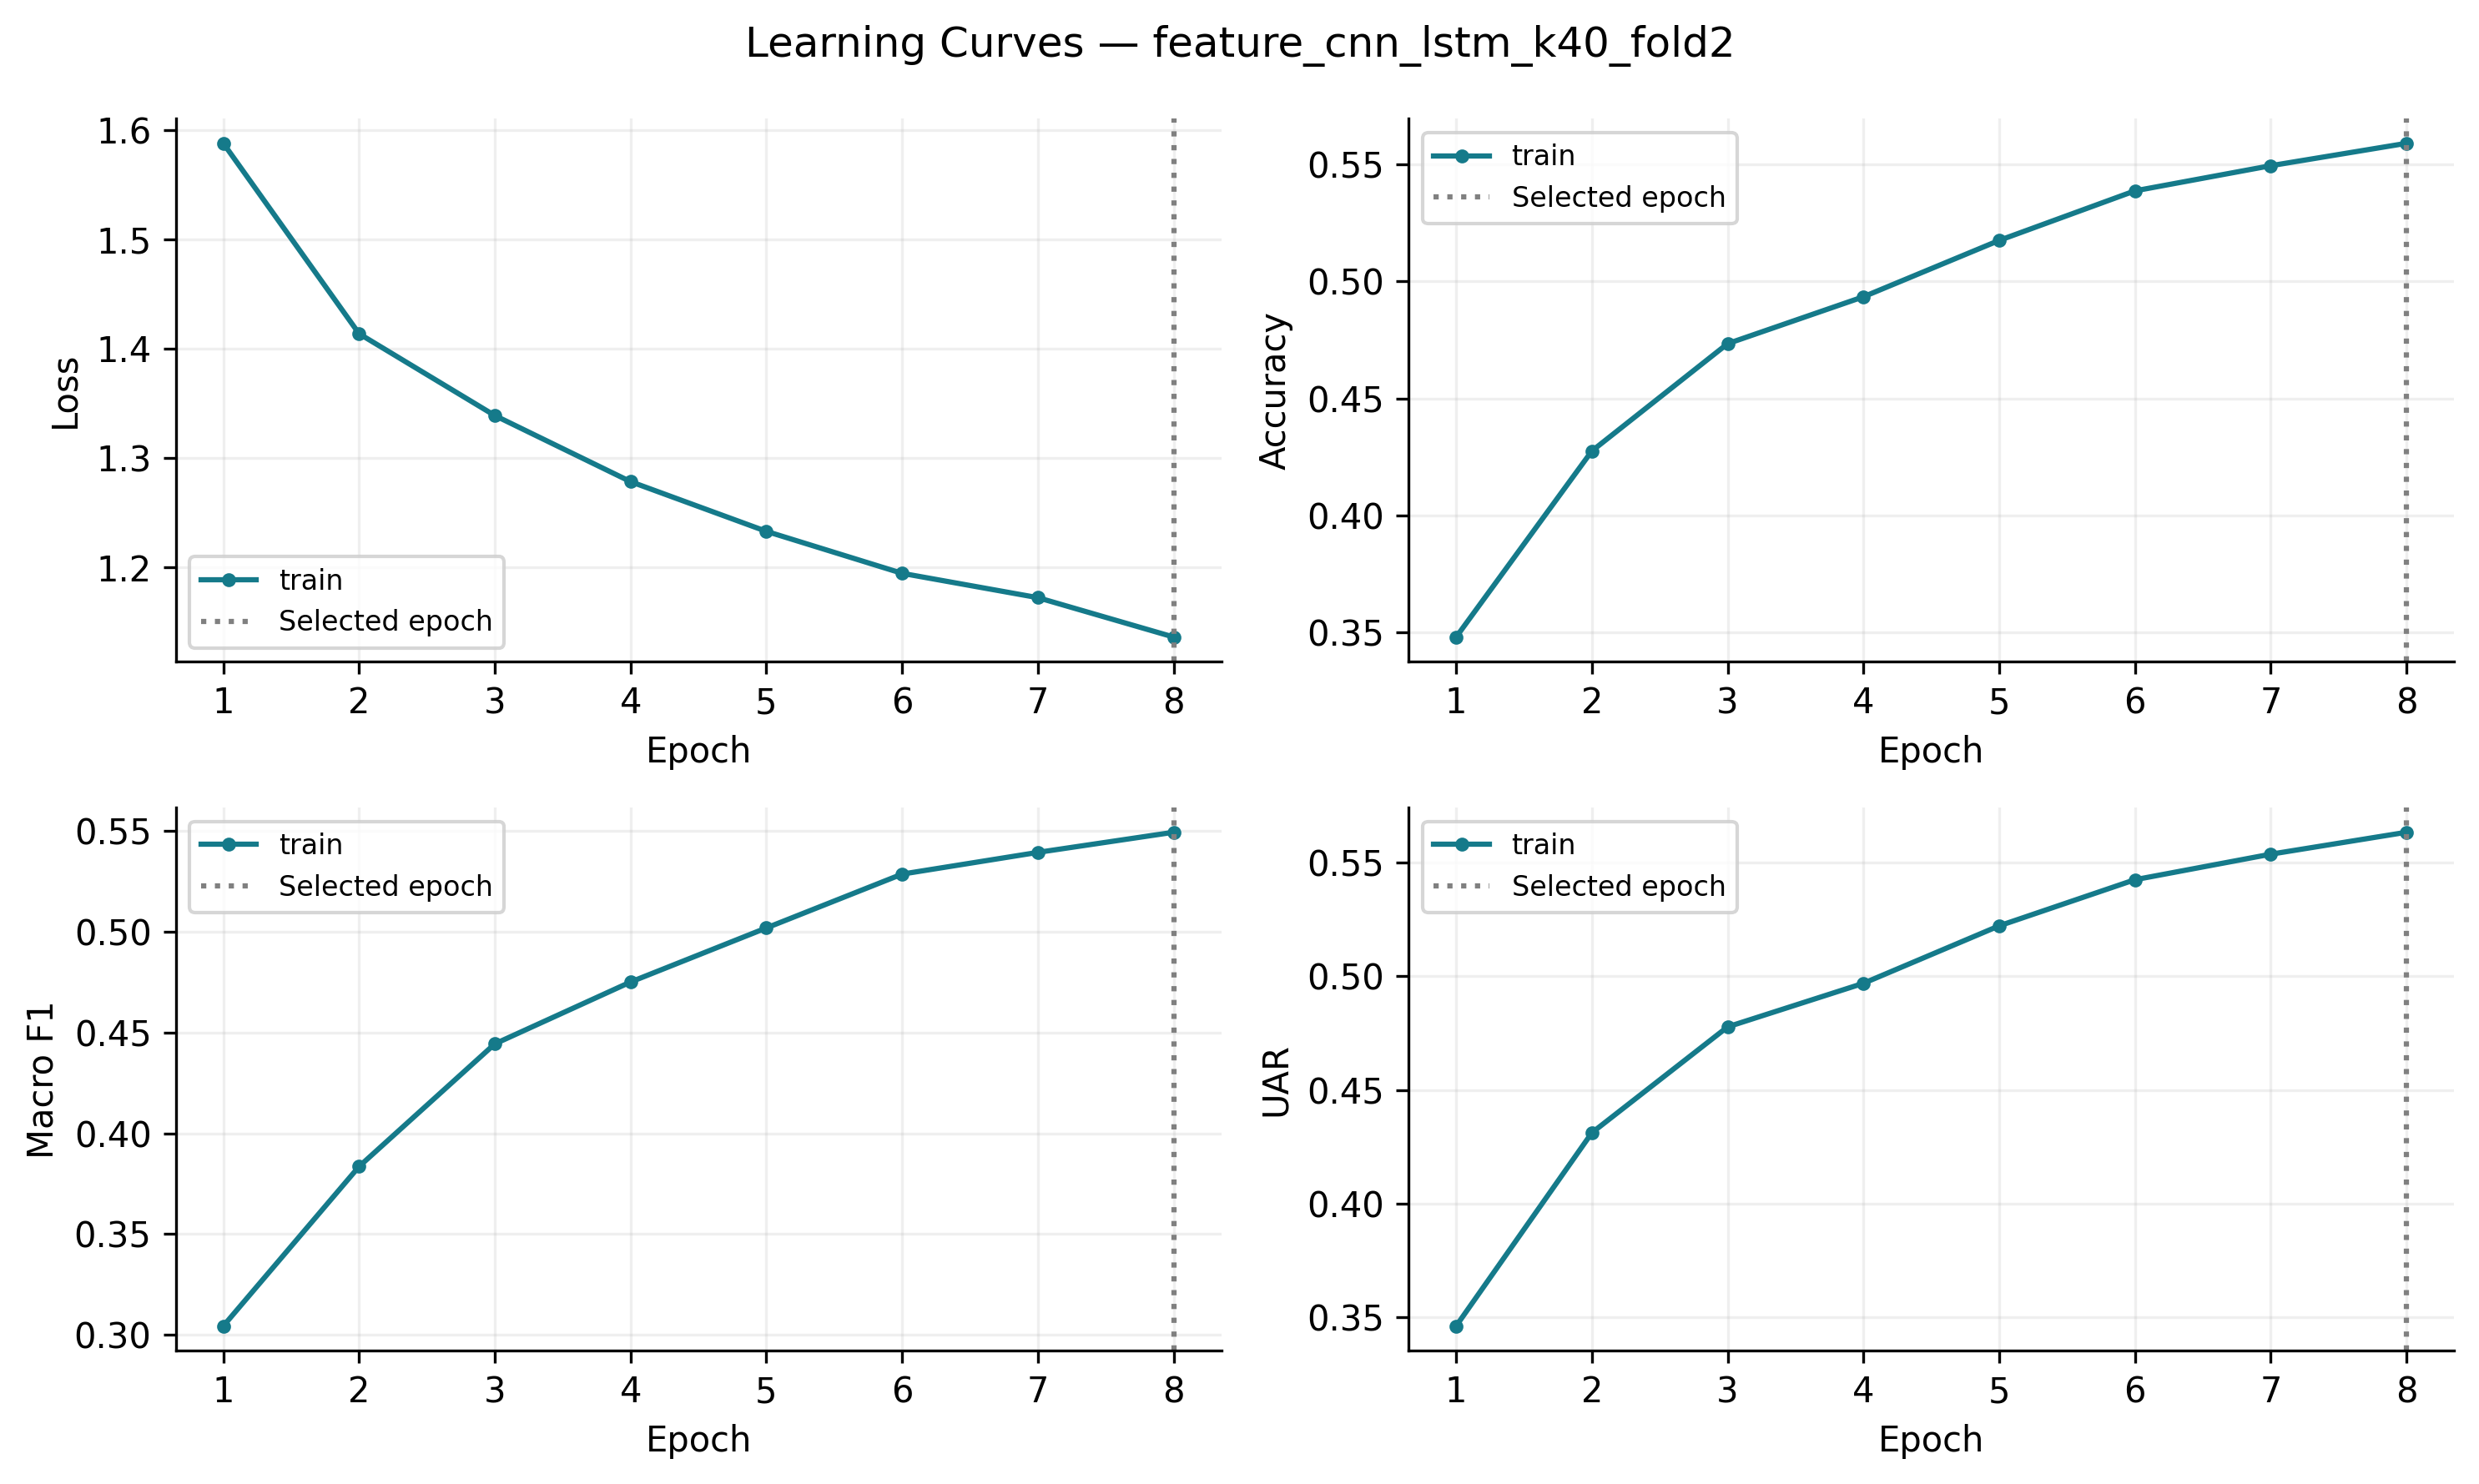 Learning Curves — feature_cnn_lstm_k40_fold2
Loss
1.6
1.5
1.4
1.3
1.2
train
Selected epoch
1 2 3 4 5 6 7 8
Epoch
Accuracy
0.55
0.50
0.45
0.40
0.35
train
Selected epoch
1 2 3 4 5 6 7 8
Epoch
Macro F1
0.55
0.50
0.45
0.40
0.35
0.30
train
Selected epoch
1 2 3 4 5 6 7 8
Epoch
UAR
0.55
0.50
0.45
0.40
0.35
train
Selected epoch
1 2 3 4 5 6 7 8
Epoch